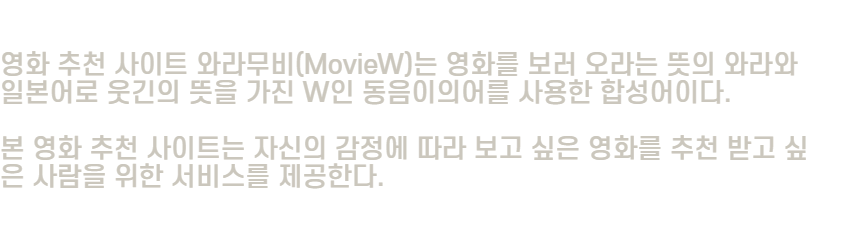 영화 추천 사이트 와라무비(MovieW)는 영화를 보러 오라는 뜻의 와라와
일본어로 웃긴의 뜻을 가진 W인 동음이의어를 사용한 합성어이다.
본 영화 추천 사이트는 자신의 감정에 따라 보고 싶은 영화를 추천 받고 싶
은 사람을 위한 서비스를 제공한다.